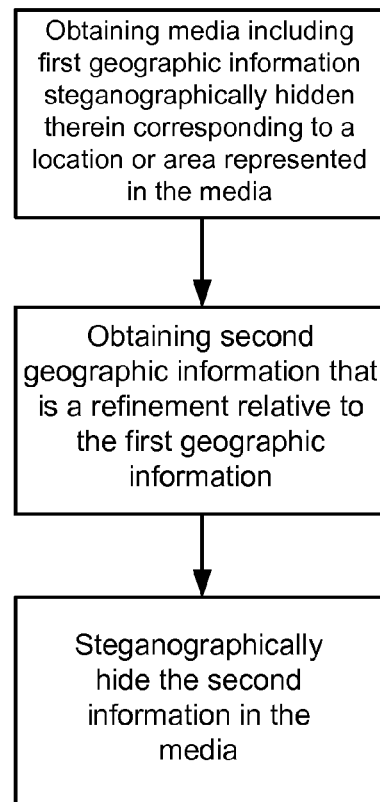 Obtaining media including
first geographic information
steganographically hidden
therein corresponding to a
location or area represented
in the media
Obtaining second
geographic information that
is a refinement relative to
the first geographic
information
Steganographically
hide the second
information in the
media